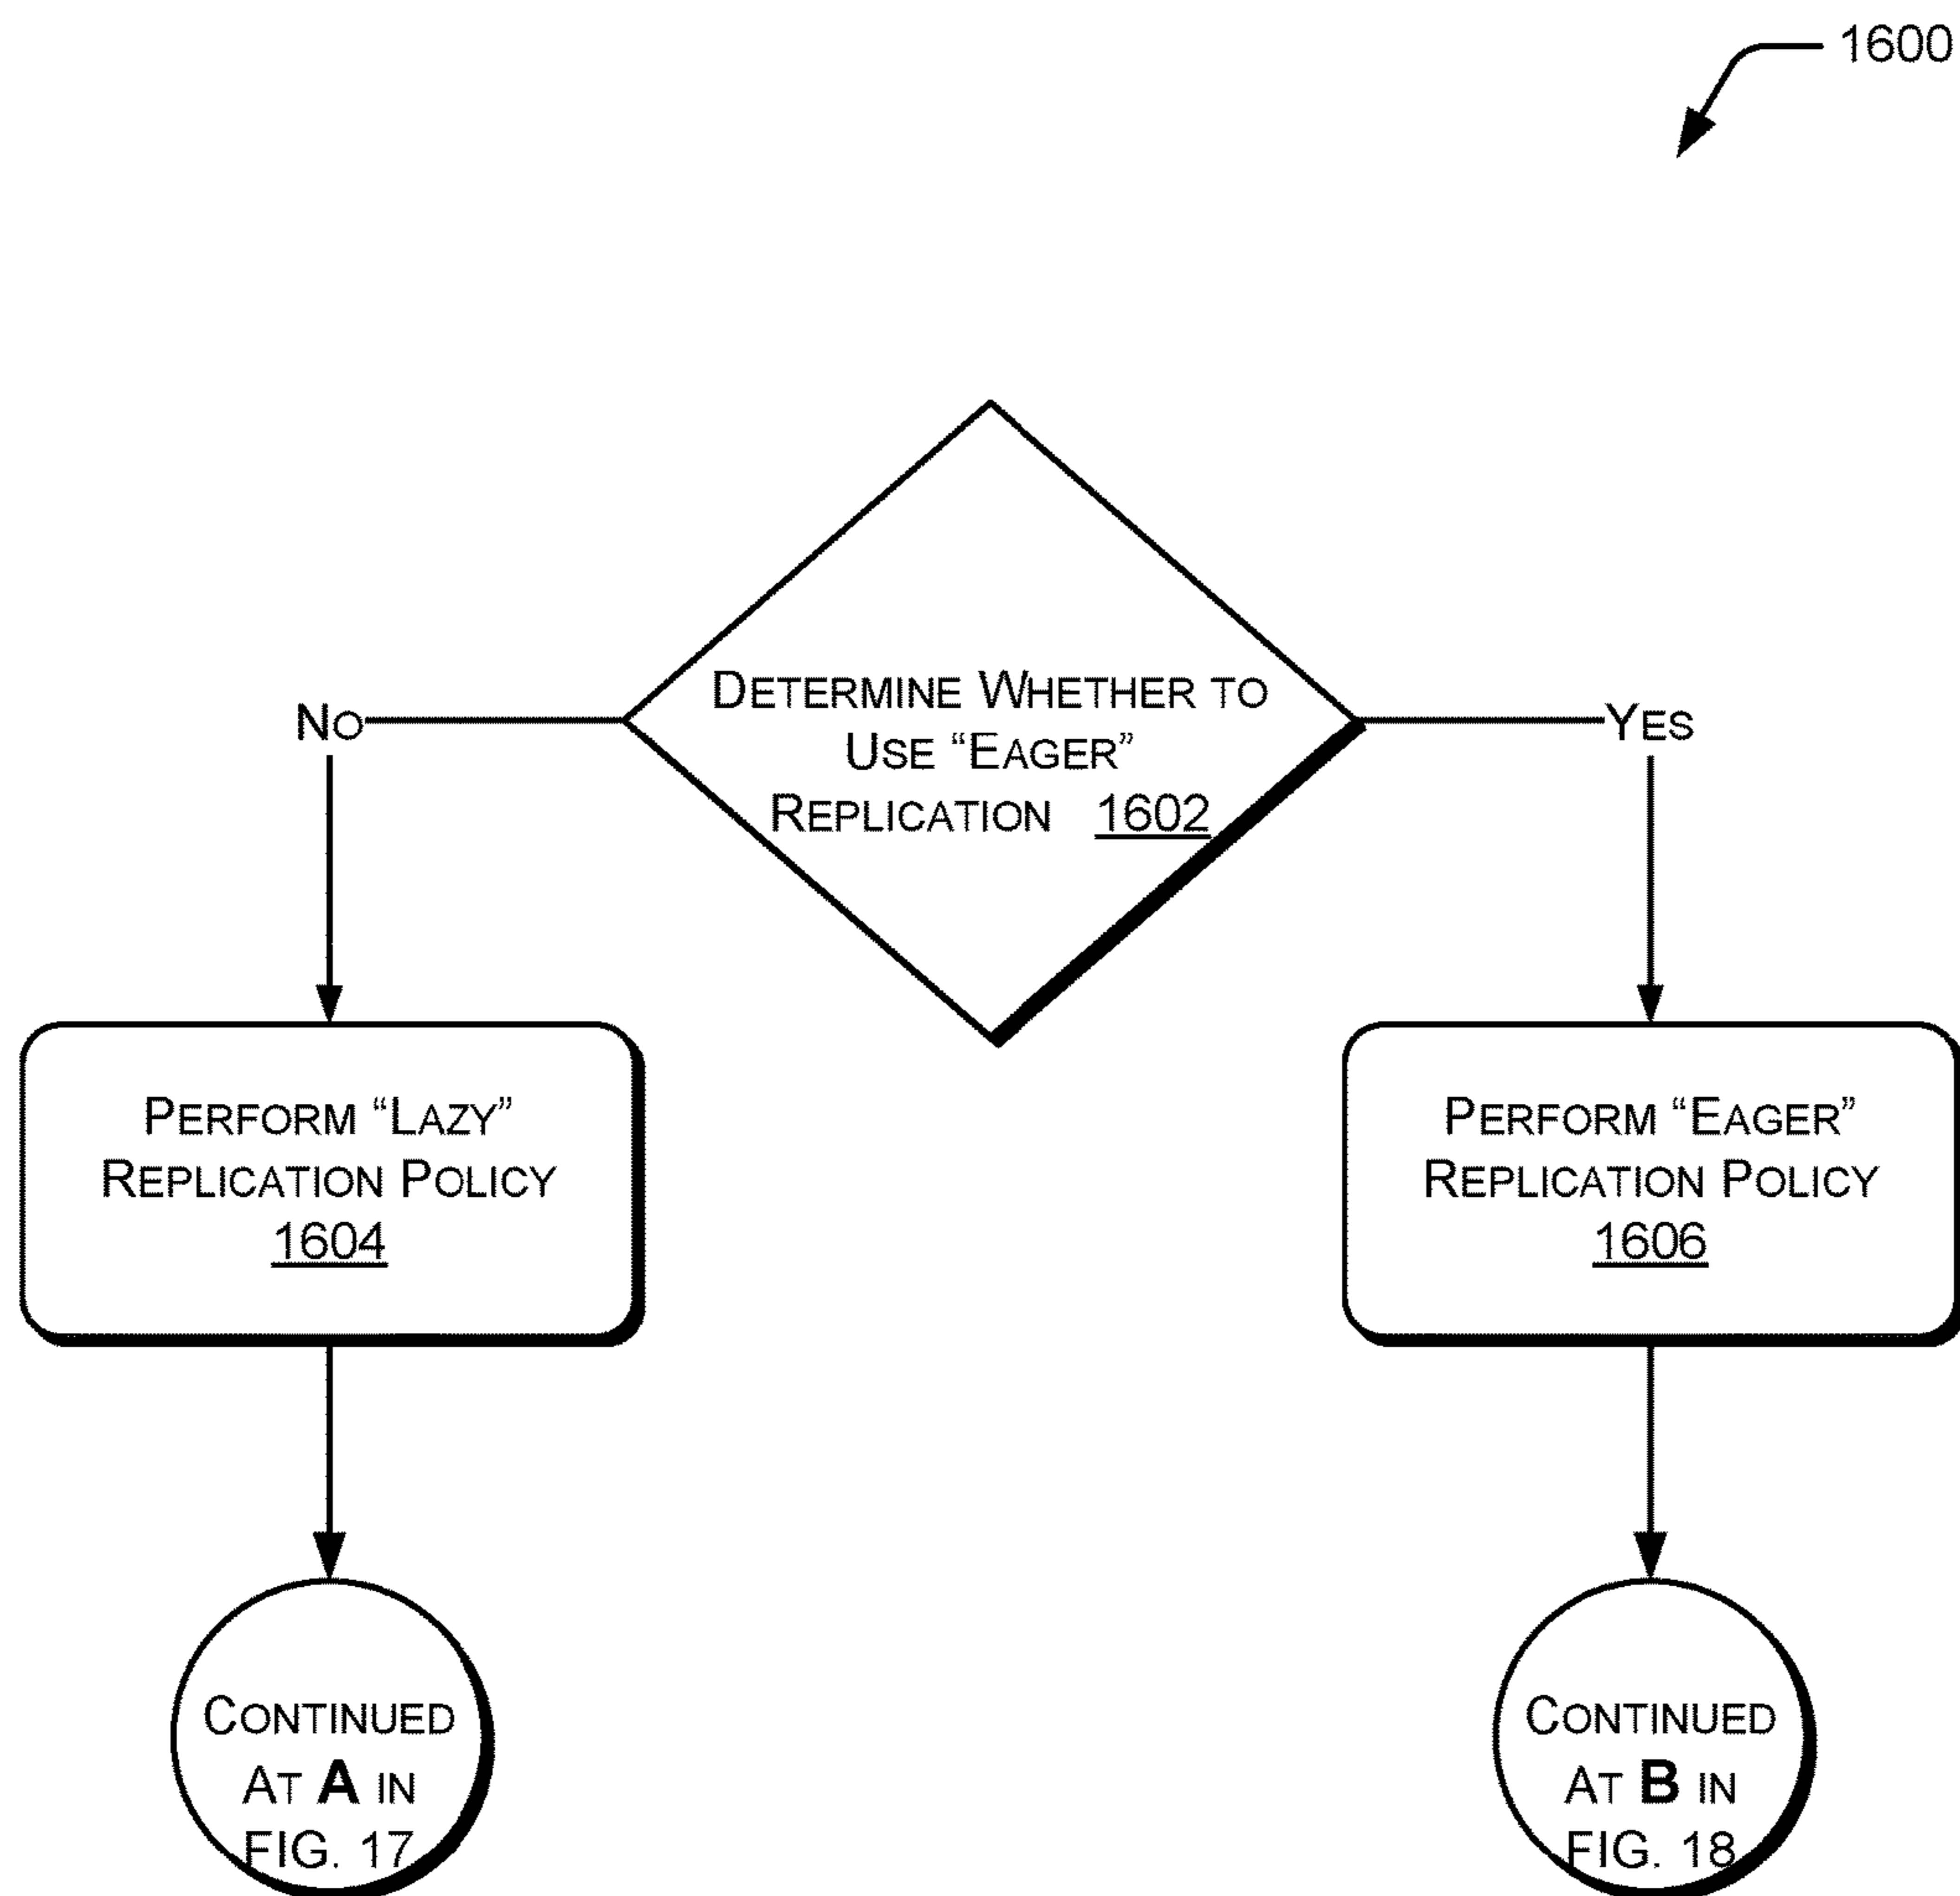 1600
DETERMINE WHETHER TO
USE “EAGER”
REPLICATION 1602
NO
YES
PERFORM “LAZY”
REPLICATION POLICY
1604
PERFORM “EAGER”
REPLICATION POLICY
1606
CONTINUED
AT A IN
FIG. 17
CONTINUED
AT B IN
FIG. 18